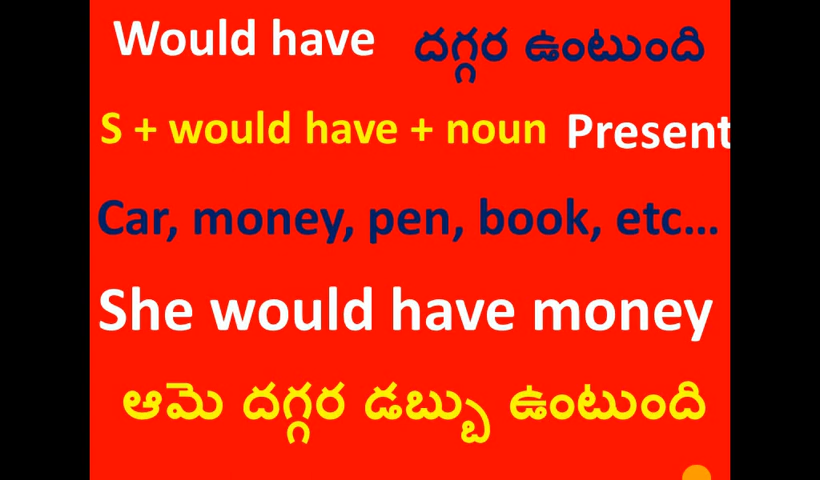 Would have దగ్గర ఉంటుంది
S + would have + noun Present
Car, money, pen, book, etc...
She would have money
ఆమె దగ్గర డబ్బు ఉంటుంది